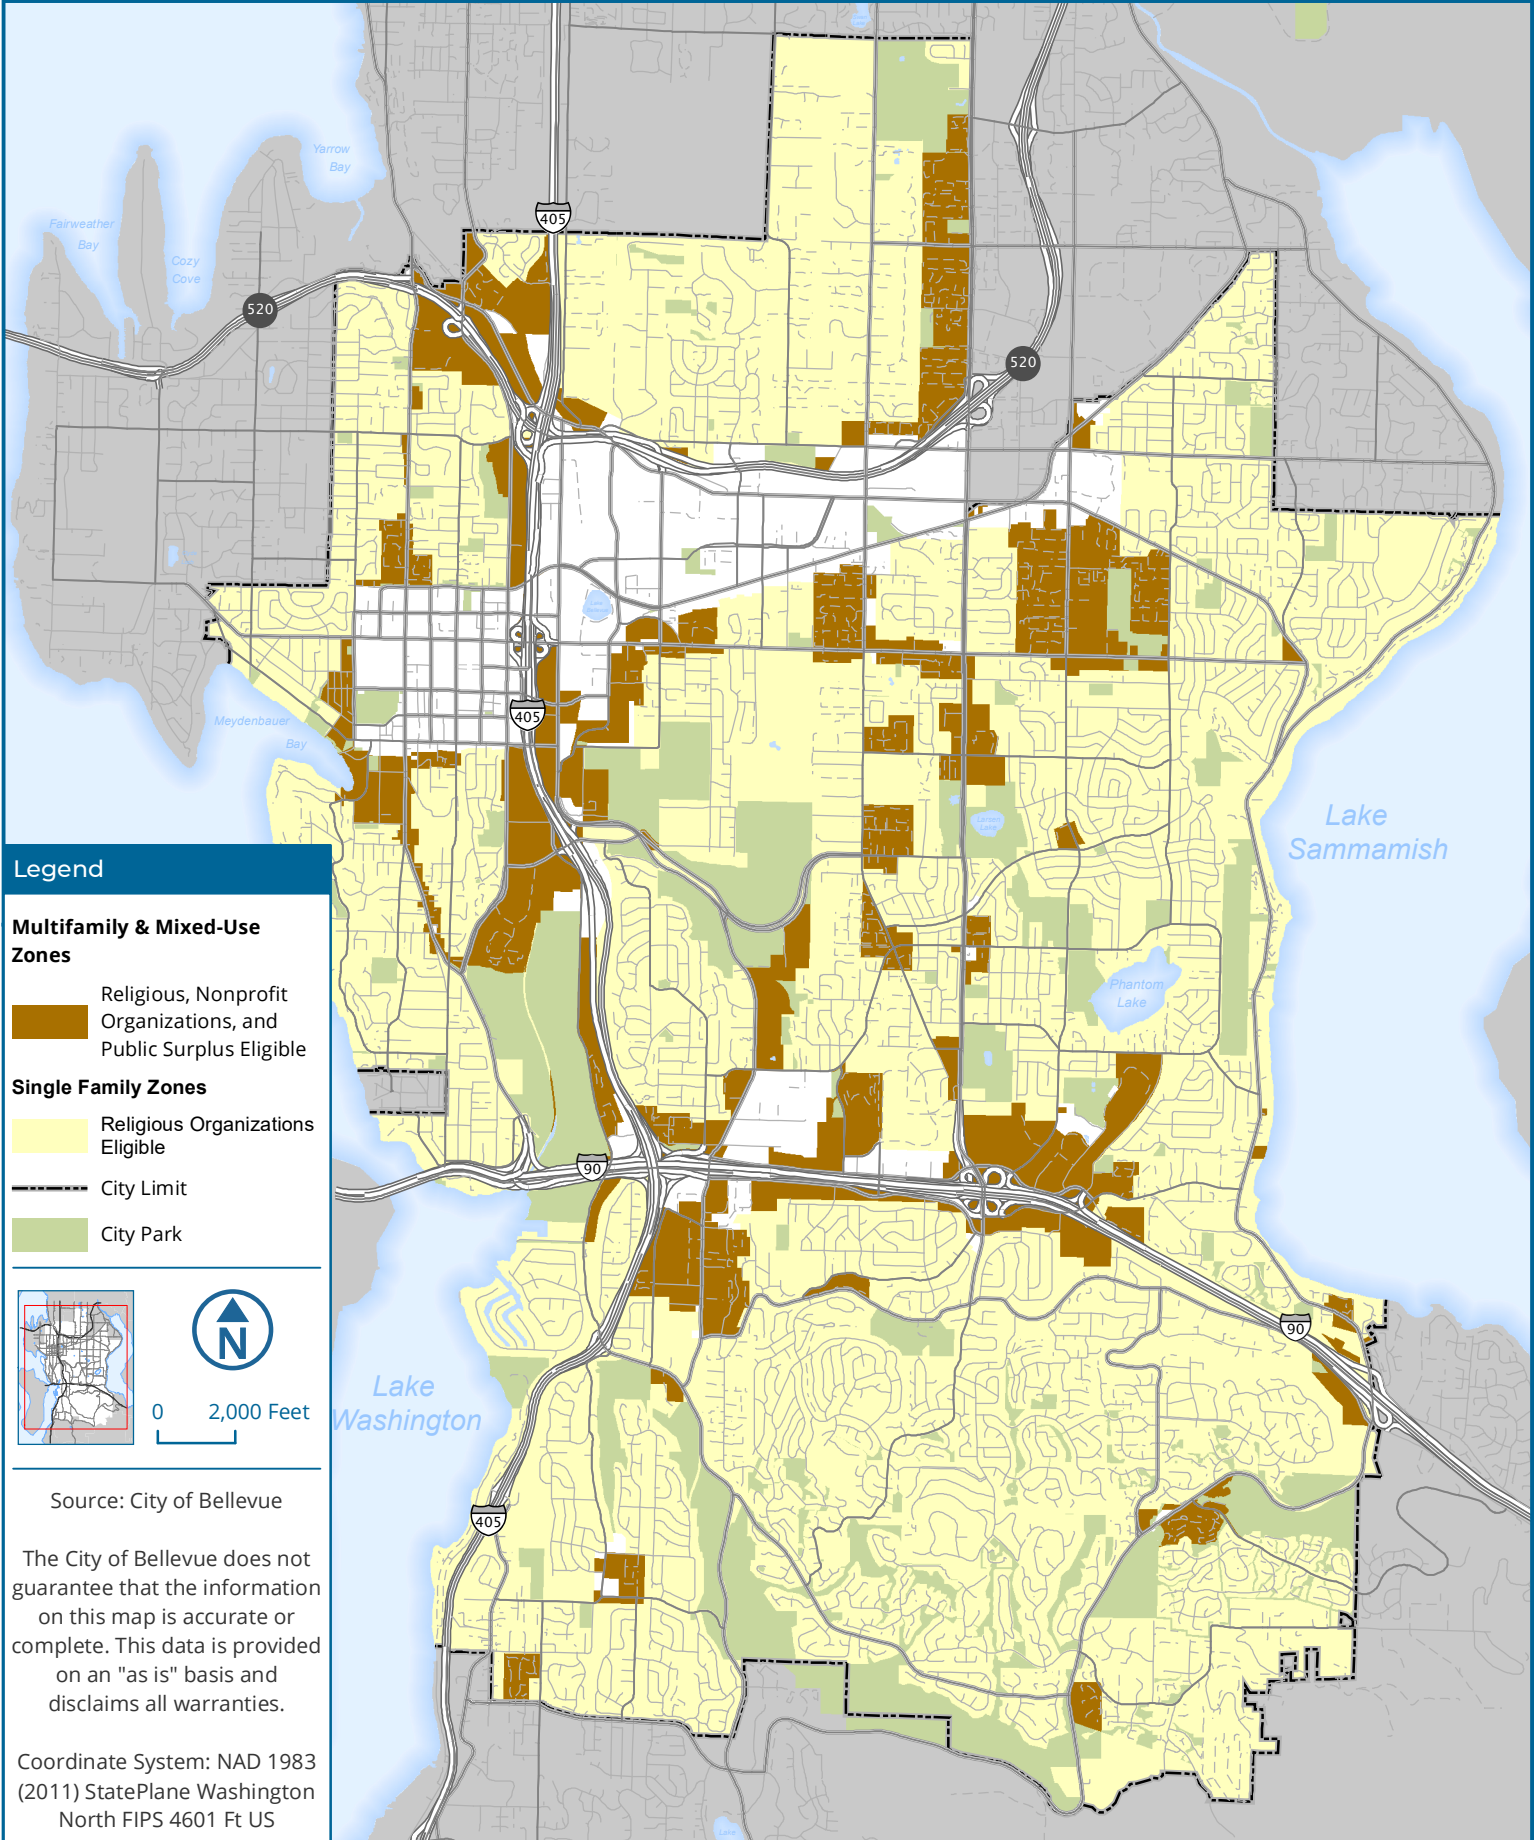 Yarrow
Bay
Fairweather
Bay
Cozy
Cove
405
520
520
Meydenbauer
Bay
405
Lake
Sammamish
Larsen
Lake
Phantom
Lake
90
90
Lake
Washington
405
Lake
Legend
Multifamily & Mixed-Use
Zones
Religious, Nonprofit
Organizations, and
Public Surplus Eligible
Single Family Zones
Religious Organizations
Eligible
City Limit
City Park
N
0 2,000 Feet
Source: City of Bellevue
The City of Bellevue does not
guarantee that the information
on this map is accurate or
complete. This data is provided
on an "as is" basis and
disclaims all warranties.
Coordinate System: NAD 1983
(2011) StatePlane Washington
North FIPS 4601 Ft US